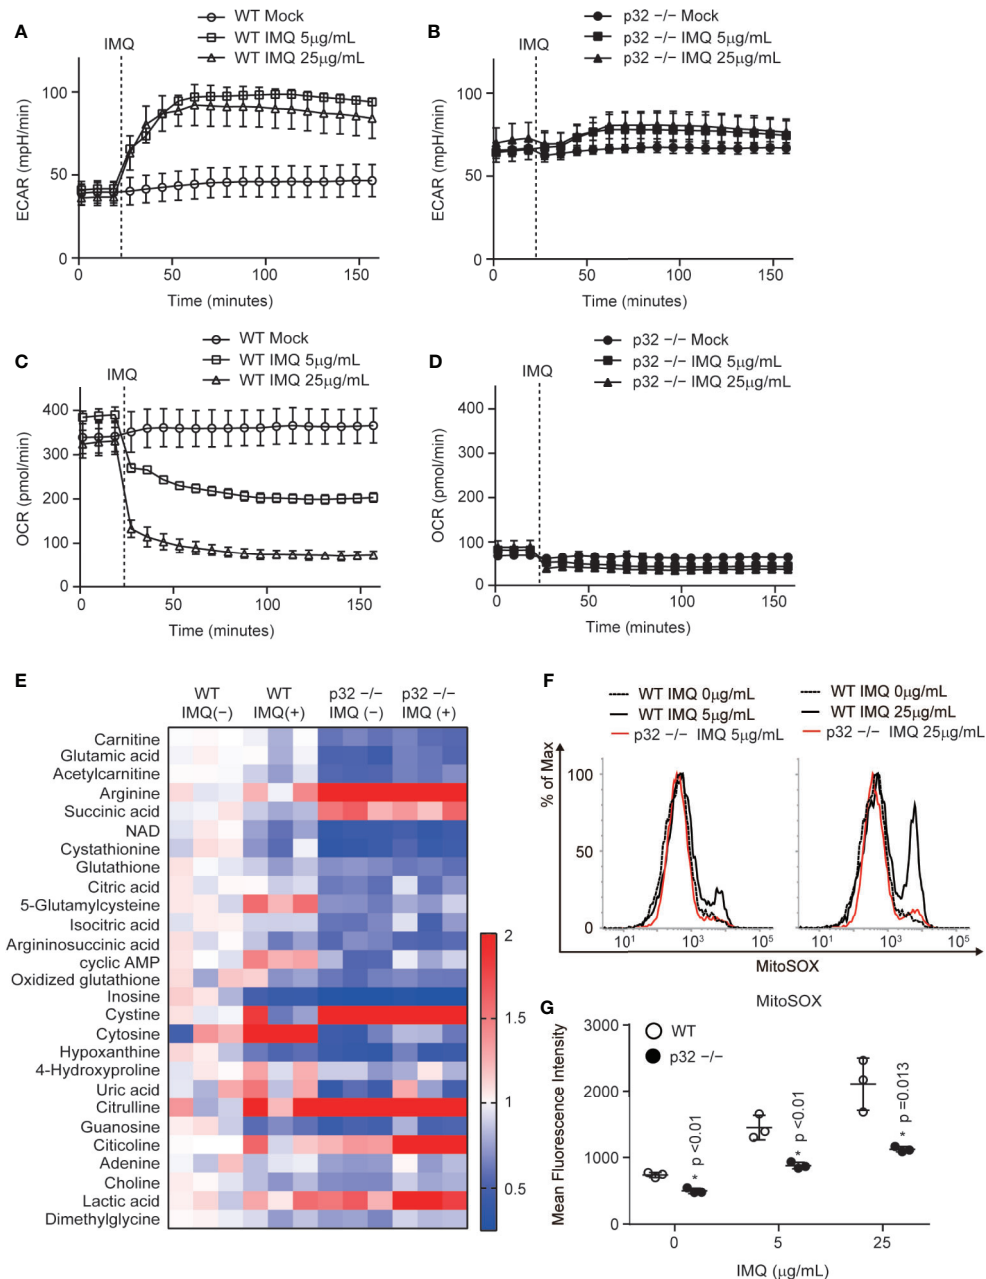 A
WT Mock
WT IMQ 5μg/mL
WT IMQ 25μg/mL
IMQ
100
50
0
ECAR (mpH/min)
0 50 100 150
Time (minutes)
B
p32 −/− Mock
p32 −/− IMQ 5μg/mL
p32 −/− IMQ 25μg/mL
IMQ
100
50
0
ECAR (mpH/min)
0 50 100 150
Time (minutes)
C
WT Mock
WT IMQ 5μg/mL
WT IMQ 25μg/mL
IMQ
400
300
200
100
0
OCR (pmol/min)
0 50 100 150
Time (minutes)
D
p32 −/− Mock
p32 −/− IMQ 5μg/mL
p32 −/− IMQ 25μg/mL
IMQ
400
300
200
100
0
OCR (pmol/min)
0 50 100 150
Time (minutes)
E
WT WT p32 −/− p32 −/−
IMQ(−) IMQ(+) IMQ (−) IMQ (+)
Carnitine
Glutamic acid
Acetylcarnitine
Arginine
Succinic acid
NAD
Cystathionine
Glutathione
Citric acid
5-Glutamylcysteine
Isocitric acid
Argininosuccinic acid
cyclic AMP
Oxidized glutathione
Inosine
Cystine
Cytosine
Hypoxanthine
4-Hydroxyproline
Uric acid
Citrulline
Guanosine
Citicoline
Adenine
Choline
Lactic acid
Dimethylglycine
2
1.5
1
0.5
F
WT IMQ 0μg/mL
WT IMQ 5μg/mL
p32 −/− IMQ 5μg/mL
WT IMQ 0μg/mL
WT IMQ 25μg/mL
p32 −/− IMQ 25μg/mL
% of Max
100
50
0
10¹ 10³ 10⁵
10¹ 10³ 10⁵
MitoSOX
G
MitoSOX
WT
p32 −/−
3000
2000
1000
0
Mean Fluorescence Intensity
* p <0.01
* p <0.01
* p =0.013
0 5 25
IMQ (μg/mL)